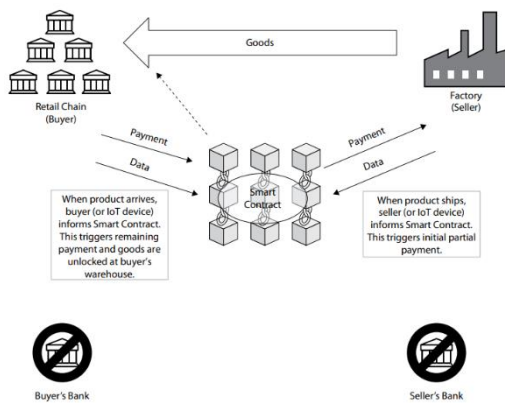 Goods
Retail Chain
(Buyer)
Factory
(Seller)
Payment
Data
Payment
Data
Smart
Contract
When product arrives,
buyer (or IoT device)
informs Smart Contract.
This triggers remaining
payment and goods are
unlocked at buyer's
warehouse.
When product ships,
seller (or IoT device)
informs Smart Contract.
This triggers initial partial
payment.
Buyer's Bank
Seller's Bank